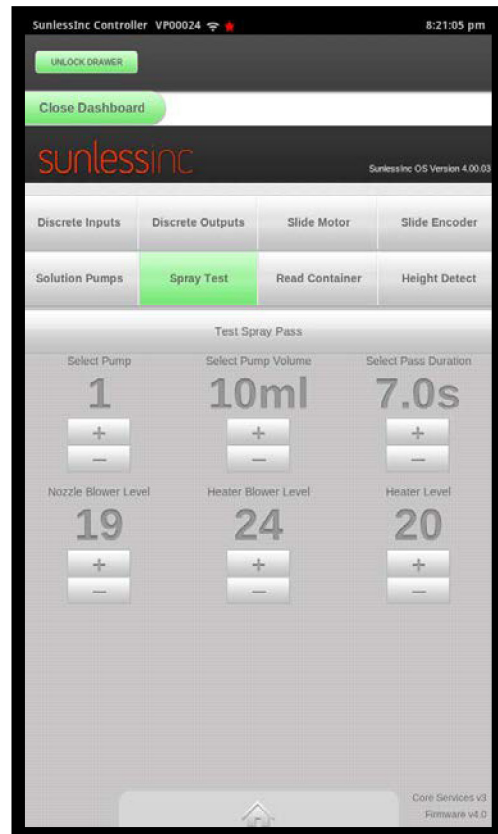 SunlessInc Controller VP00024 8:21:05 pm
UNLOCK DRAWER
Close Dashboard
sunlessinc
SunlessInc OS Version 4.00.03
Discrete Inputs Discrete Outputs Slide Motor Slide Encoder
Solution Pumps Spray Test Read Container Height Detect
Test Spray Pass
Select Pump Select Pump Volume Select Pass Duration
1 10ml 7.0s
+ + +
— — —
Nozzle Blower Level Heater Blower Level Heater Level
19 24 20
+ + +
— — —
Core Services v3
Firmware v4.0